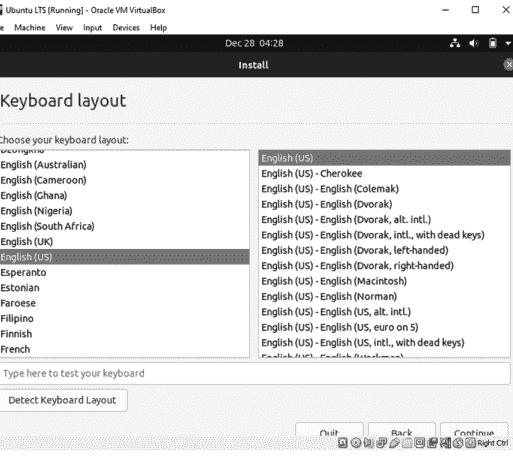 Ubuntu LTS [Running] - Oracle VM VirtualBox
File Machine View Input Devices Help
Dec 28 04:28
Install
Keyboard layout
Choose your keyboard layout:
Dzongkha
English (Australian)
English (Cameroon)
English (Ghana)
English (Nigeria)
English (South Africa)
English (UK)
English (US)
Esperanto
Estonian
Faroese
Filipino
Finnish
French
English (US)
English (US) - Cherokee
English (US) - English (Colemak)
English (US) - English (Dvorak)
English (US) - English (Dvorak, alt. intl.)
English (US) - English (Dvorak, intl., with dead keys)
English (US) - English (Dvorak, left-handed)
English (US) - English (Dvorak, right-handed)
English (US) - English (Macintosh)
English (US) - English (Norman)
English (US) - English (US, alt. intl.)
English (US) - English (US, euro on 5)
English (US) - English (US, intl., with dead keys)
English (US) - English (Workman)
Type here to test your keyboard
Detect Keyboard Layout
Quit Back Continue
Right Ctrl